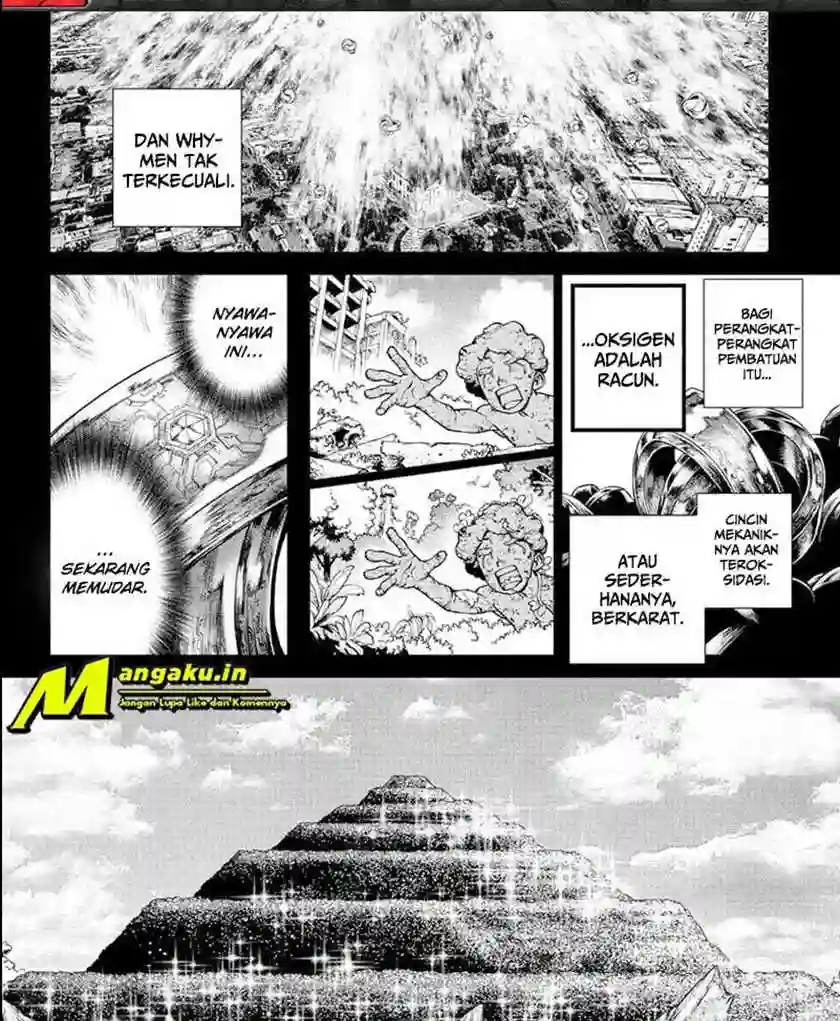 DAN WHY-
MEN TAK
TERKECUALI.
BAGI
PERANGKAT-
PERANGKAT
PEMBATUAN
ITU...
...OKSIGEN
ADALAH
RACUN.
CINCIN
MEKANIK-
NYA AKAN
TEROK-
SIDASI.
ATAU
SEDER-
HANANYA,
BERKARAT.
NYAWA-
NYAWA
INI...
...
SEKARANG
MEMUDAR.
Mangaku.in
Jangan Lupa Like dan Komennya